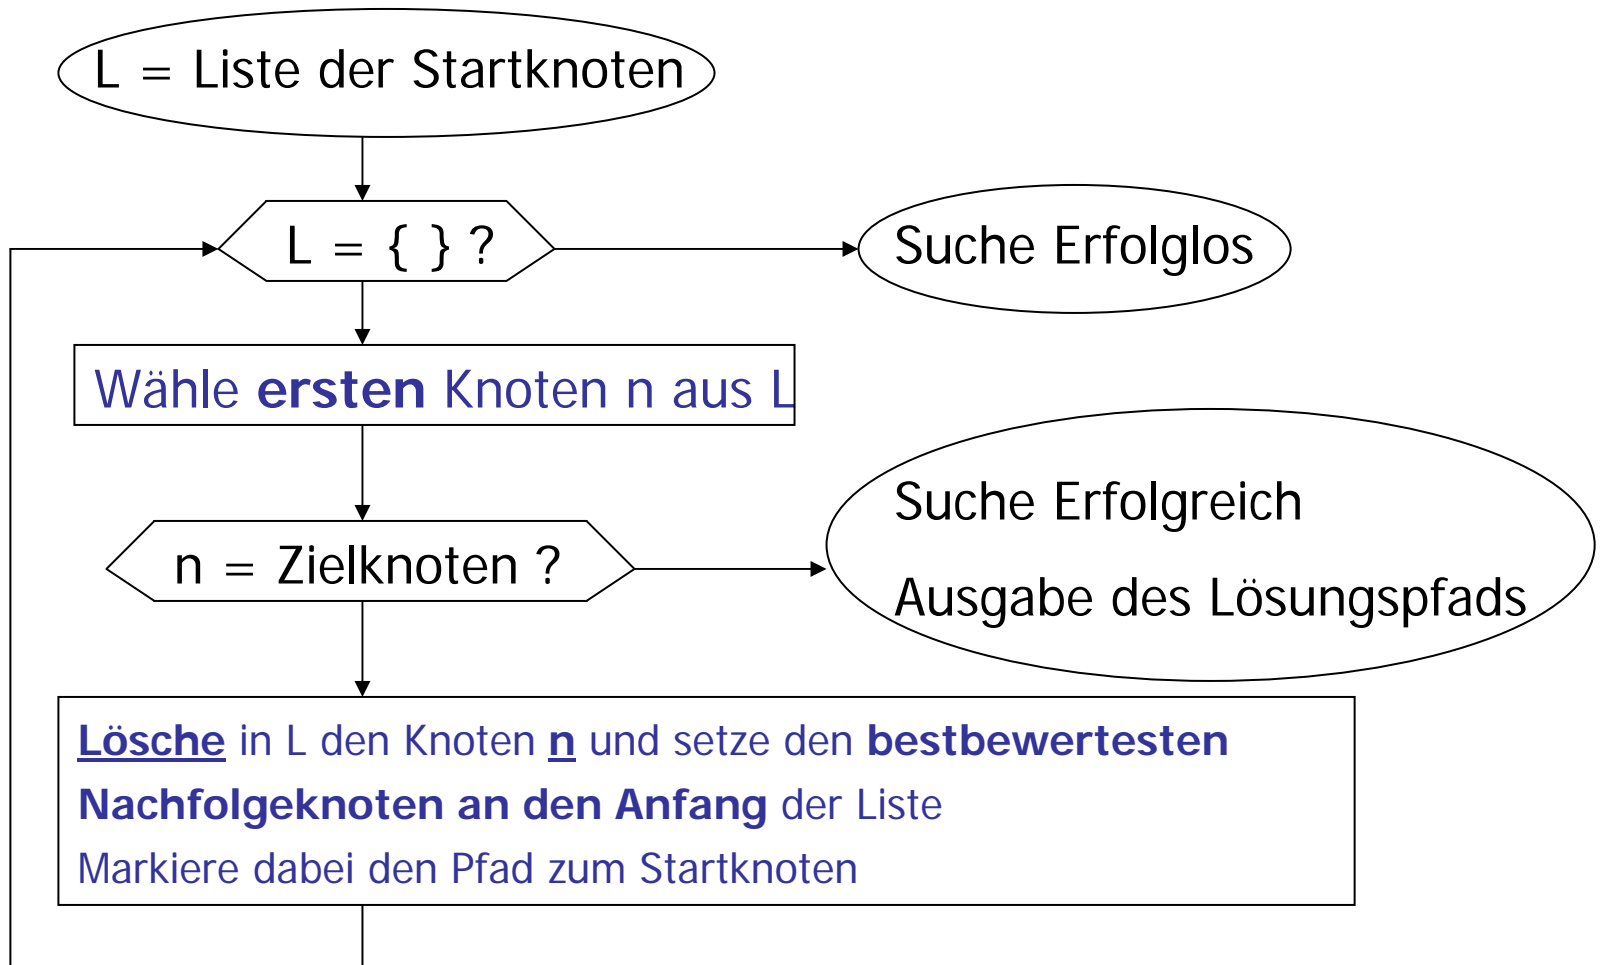 L = Liste der Startknoten
L = { } ?
Suche Erfolglos
Wähle ersten Knoten n aus L
Suche Erfolgreich
n = Zielknoten ?
Ausgabe des Lösungspfads
Lösche in L den Knoten n und setze den bestbewertesten
Nachfolgeknoten an den Anfang der Liste
Markiere dabei den Pfad zum Startknoten